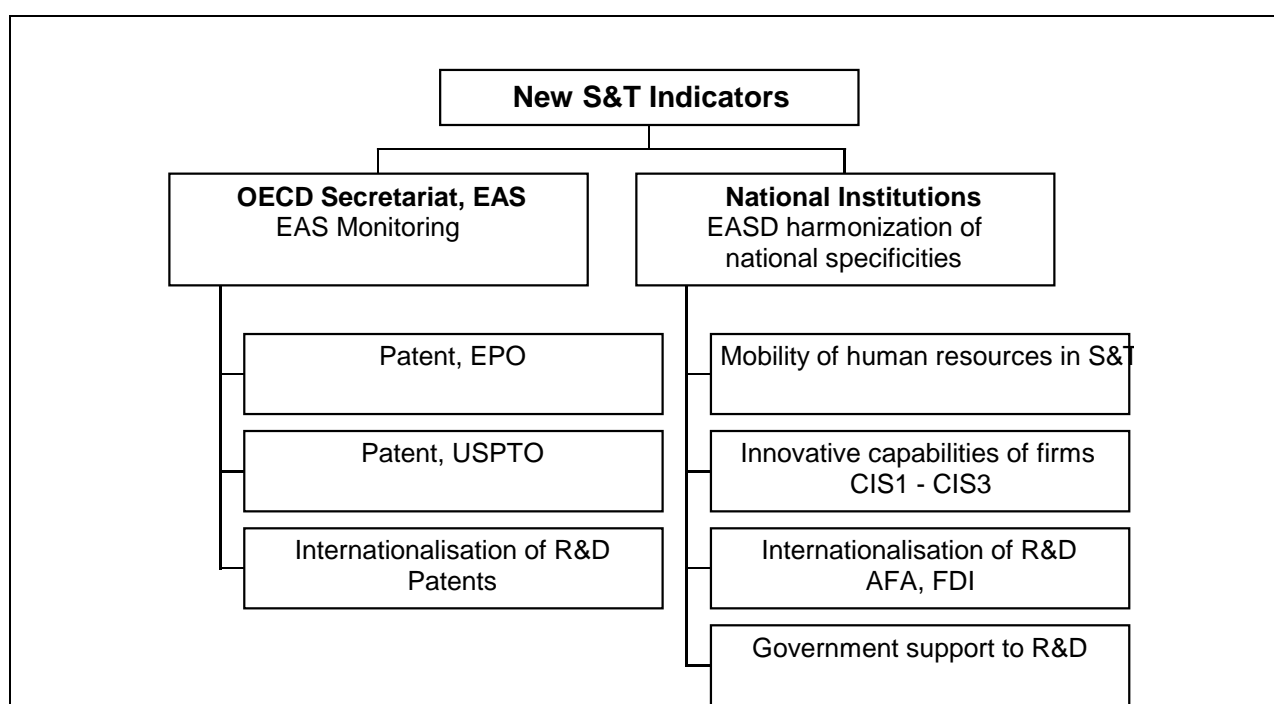 New S&T Indicators
OECD Secretariat, EAS
EAS Monitoring
National Institutions
EASD harmonization of
national specificities
Patent, EPO
Patent, USPTO
Internationalisation of R&D
Patents
Mobility of human resources in S&T
Innovative capabilities of firms
CIS1 - CIS3
Internationalisation of R&D
AFA, FDI
Government support to R&D